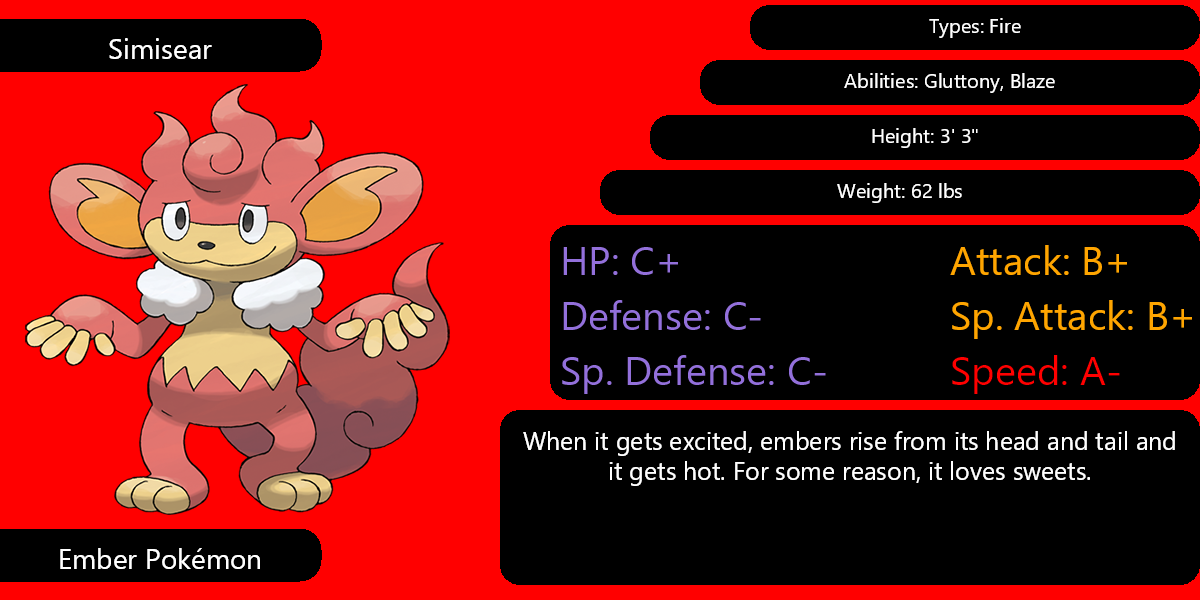 Simisear
Types: Fire
Abilities: Gluttony, Blaze
Height: 3' 3"
Weight: 62 lbs
HP: C+
Attack: B+
Defense: C-
Sp. Attack: B+
Sp. Defense: C-
Speed: A-
When it gets excited, embers rise from its head and tail and
it gets hot. For some reason, it loves sweets.
Ember Pokémon